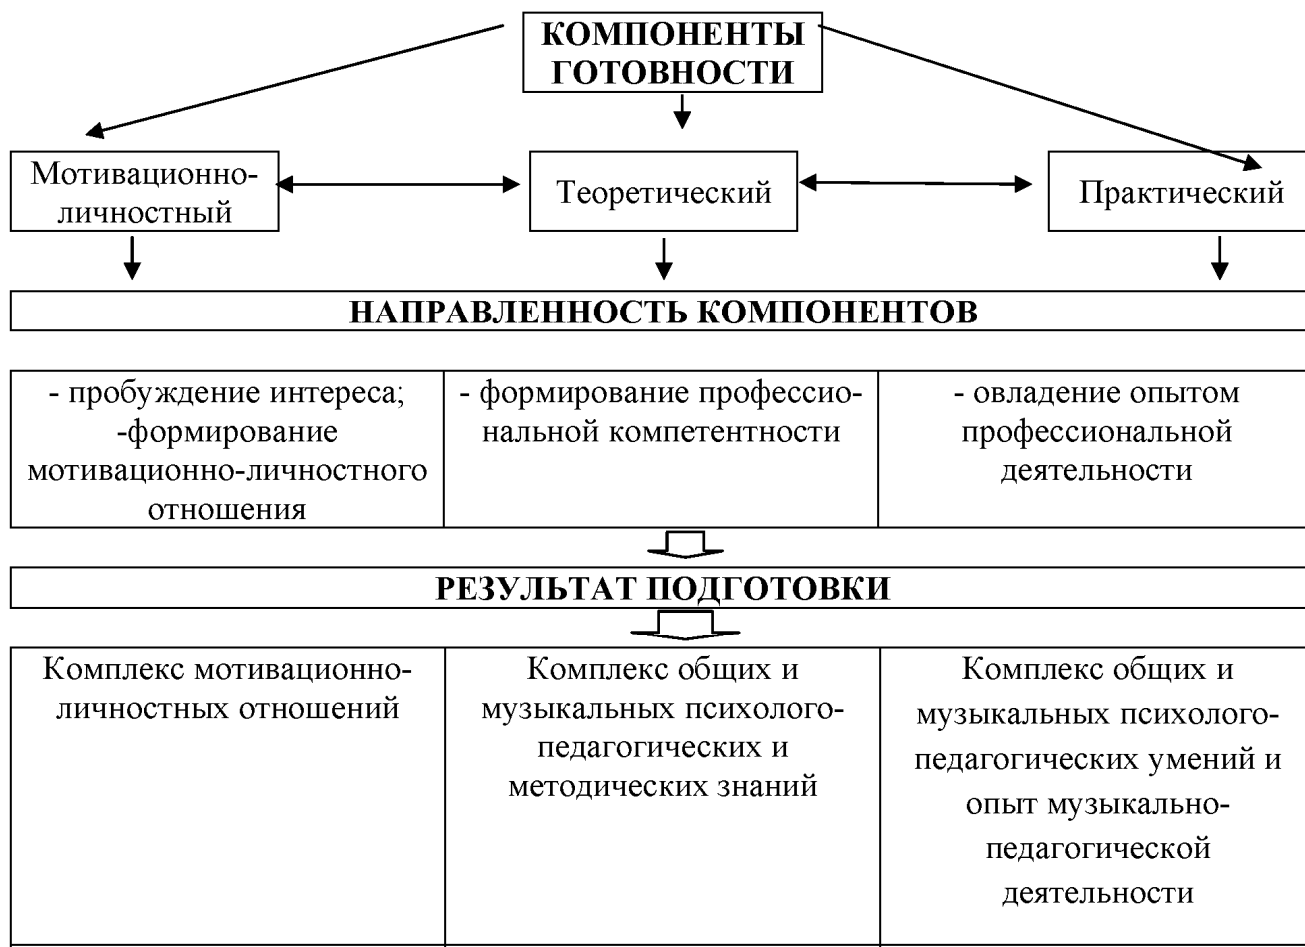 КОМПОНЕНТЫ
ГОТОВНОСТИ
Мотивационно-
личностный
Теоретический
Практический
НАПРАВЛЕННОСТЬ КОМПОНЕНТОВ
- пробуждение интереса;
-формирование
мотивационно-личностного
отношения
- формирование профессио-
нальной компетентности
- овладение опытом
профессиональной
деятельности
РЕЗУЛЬТАТ ПОДГОТОВКИ
Комплекс мотивационно-
личностных отношений
Комплекс общих и
музыкальных психолого-
педагогических и
методических знаний
Комплекс общих и
музыкальных психолого-
педагогических умений и
опыт музыкально-
педагогической
деятельности